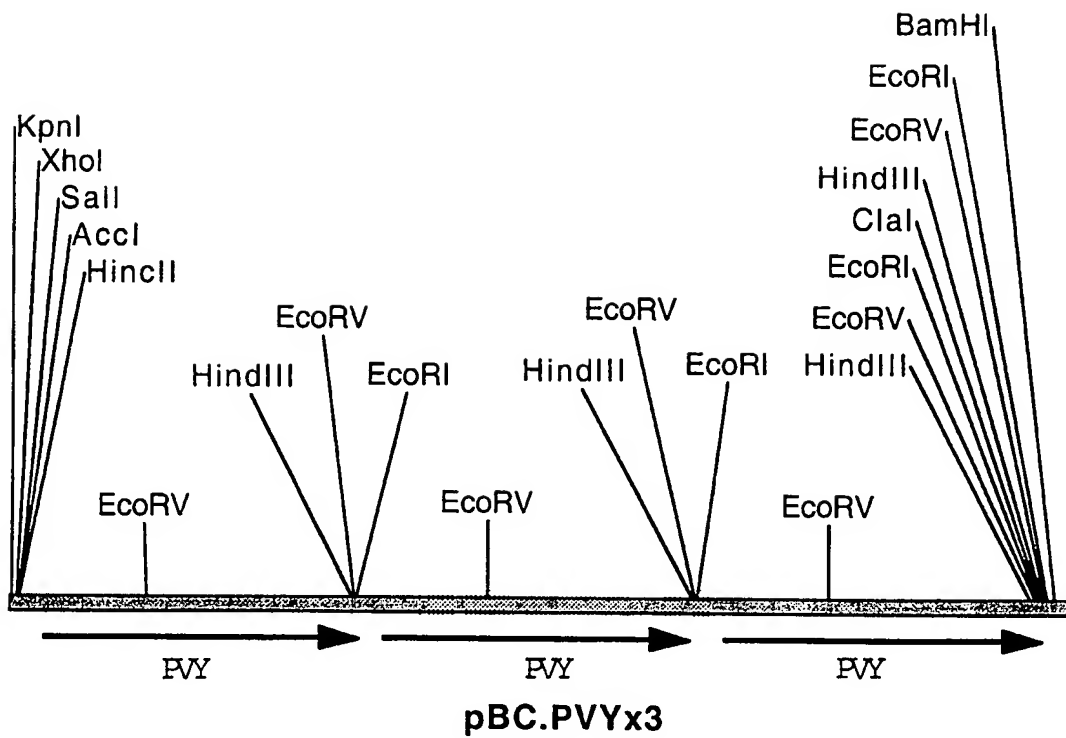 BamHI
EcoRI
KpnI
EcoRV
XhoI
HindIII
SalI
ClaI
AccI
EcoRI
HincII
EcoRV
EcoRV
EcoRV
HindIII
EcoRI
HindIII
EcoRI
HindIII
EcoRV
EcoRV
EcoRV
PVY
PVY
PVY
pBC.PVYx3